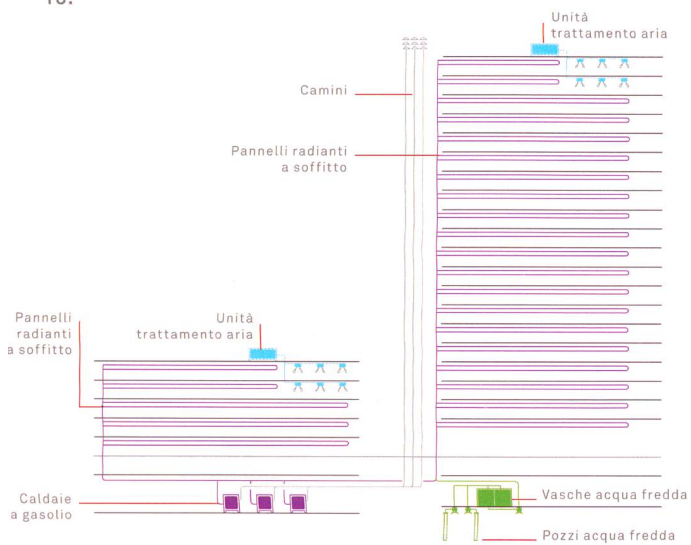 Unità
trattamento aria
Camini
Pannelli radianti
a soffitto
Pannelli
radianti
a soffitto
Unità
trattamento aria
Caldaie
a gasolio
Vasche acqua fredda
Pozzi acqua fredda